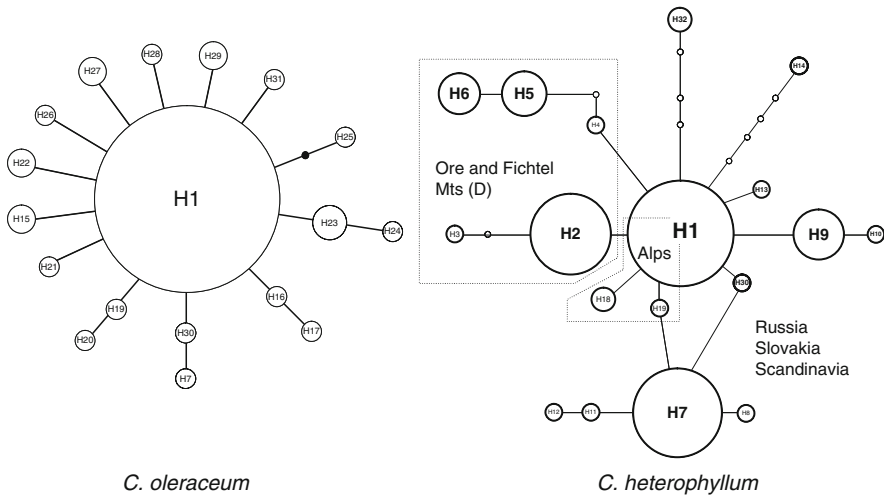 H28
H29
H27
H31
H26
H25
H22
H1
H15
H23
H24
H21
H16
H19
H17
H20
H30
H7
C. oleraceum
H32
H14
H6
H5
H4
Ore and Fichtel
Mts (D)
H13
H3
H2
H1
H9
H10
Alps
H18
H19
H30
Russia
Slovakia
Scandinavia
H12
H11
H7
H8
C. heterophyllum